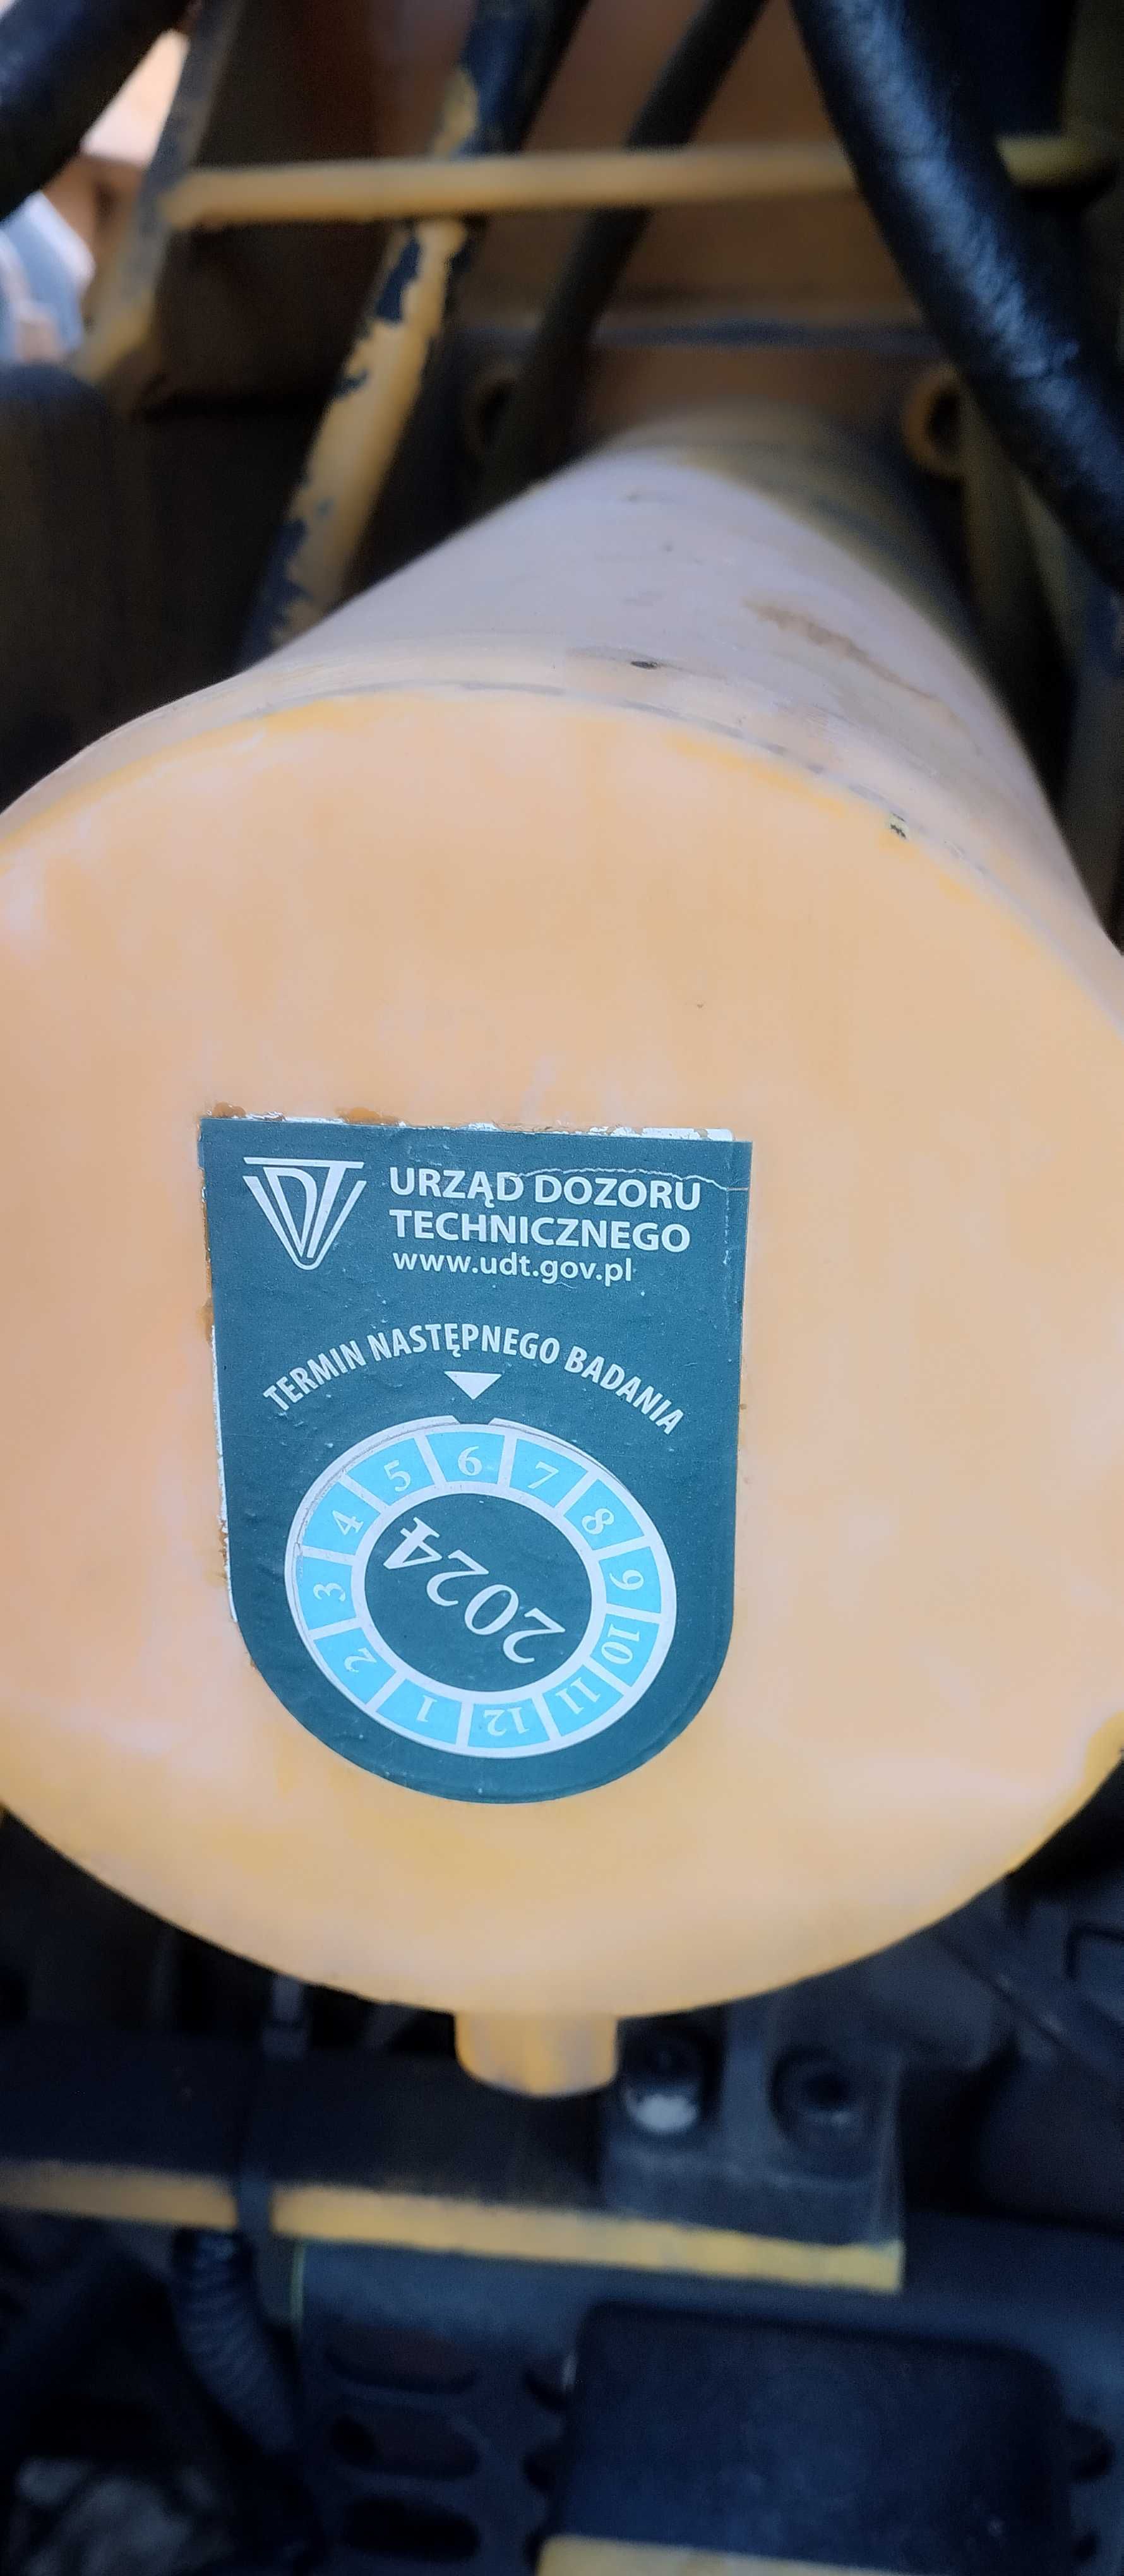 UDT
URZĄD DOZORU
TECHNICZNEGO
www.udt.gov.pl
TERMIN NASTĘPNEGO BADANIA
1 2 3 4 5 6 7 8 9 10 11 12
2024